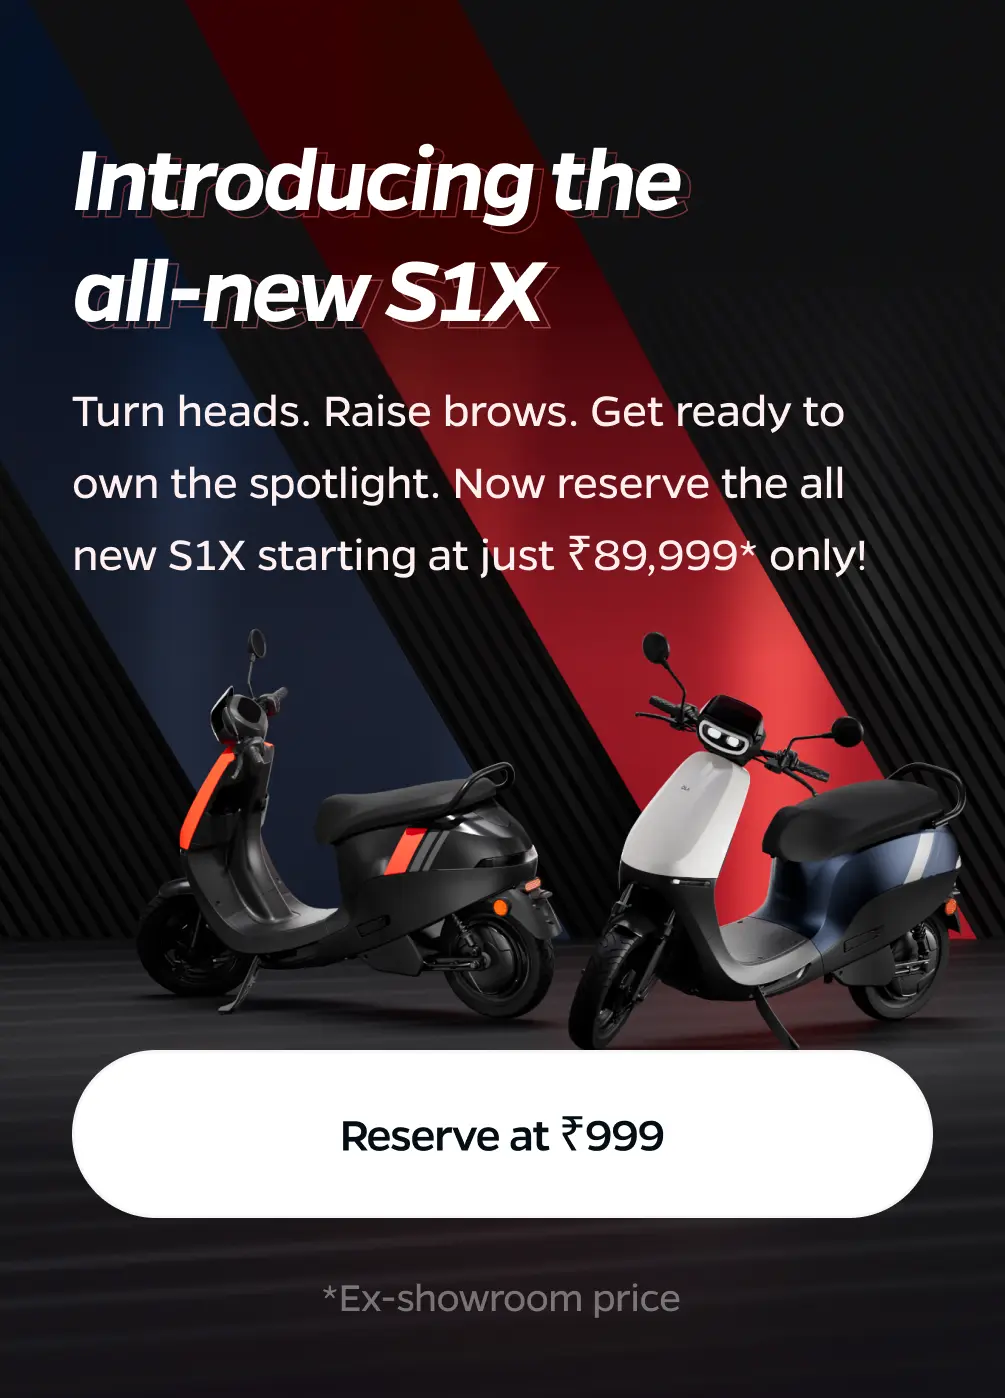 Introducing the
all-new S1X
Turn heads. Raise brows. Get ready to
own the spotlight. Now reserve the all
new S1X starting at just ₹89,999* only!
Reserve at ₹999
*Ex-showroom price